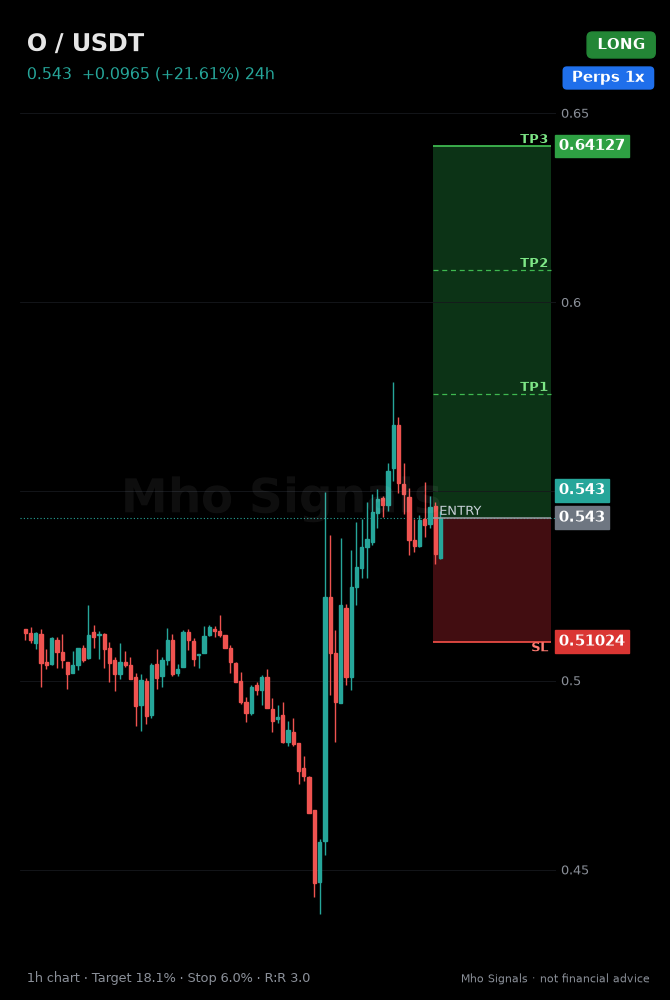 O / USDT
LONG
0.543 +0.0965 (+21.61%) 24h
Perps 1x
0.65
TP3
0.64127
TP2
0.6
TP1
Mho Signals
0.543
ENTRY
0.543
0.51024
SL
0.5
0.45
1h chart · Target 18.1% · Stop 6.0% · R:R 3.0
Mho Signals · not financial advice